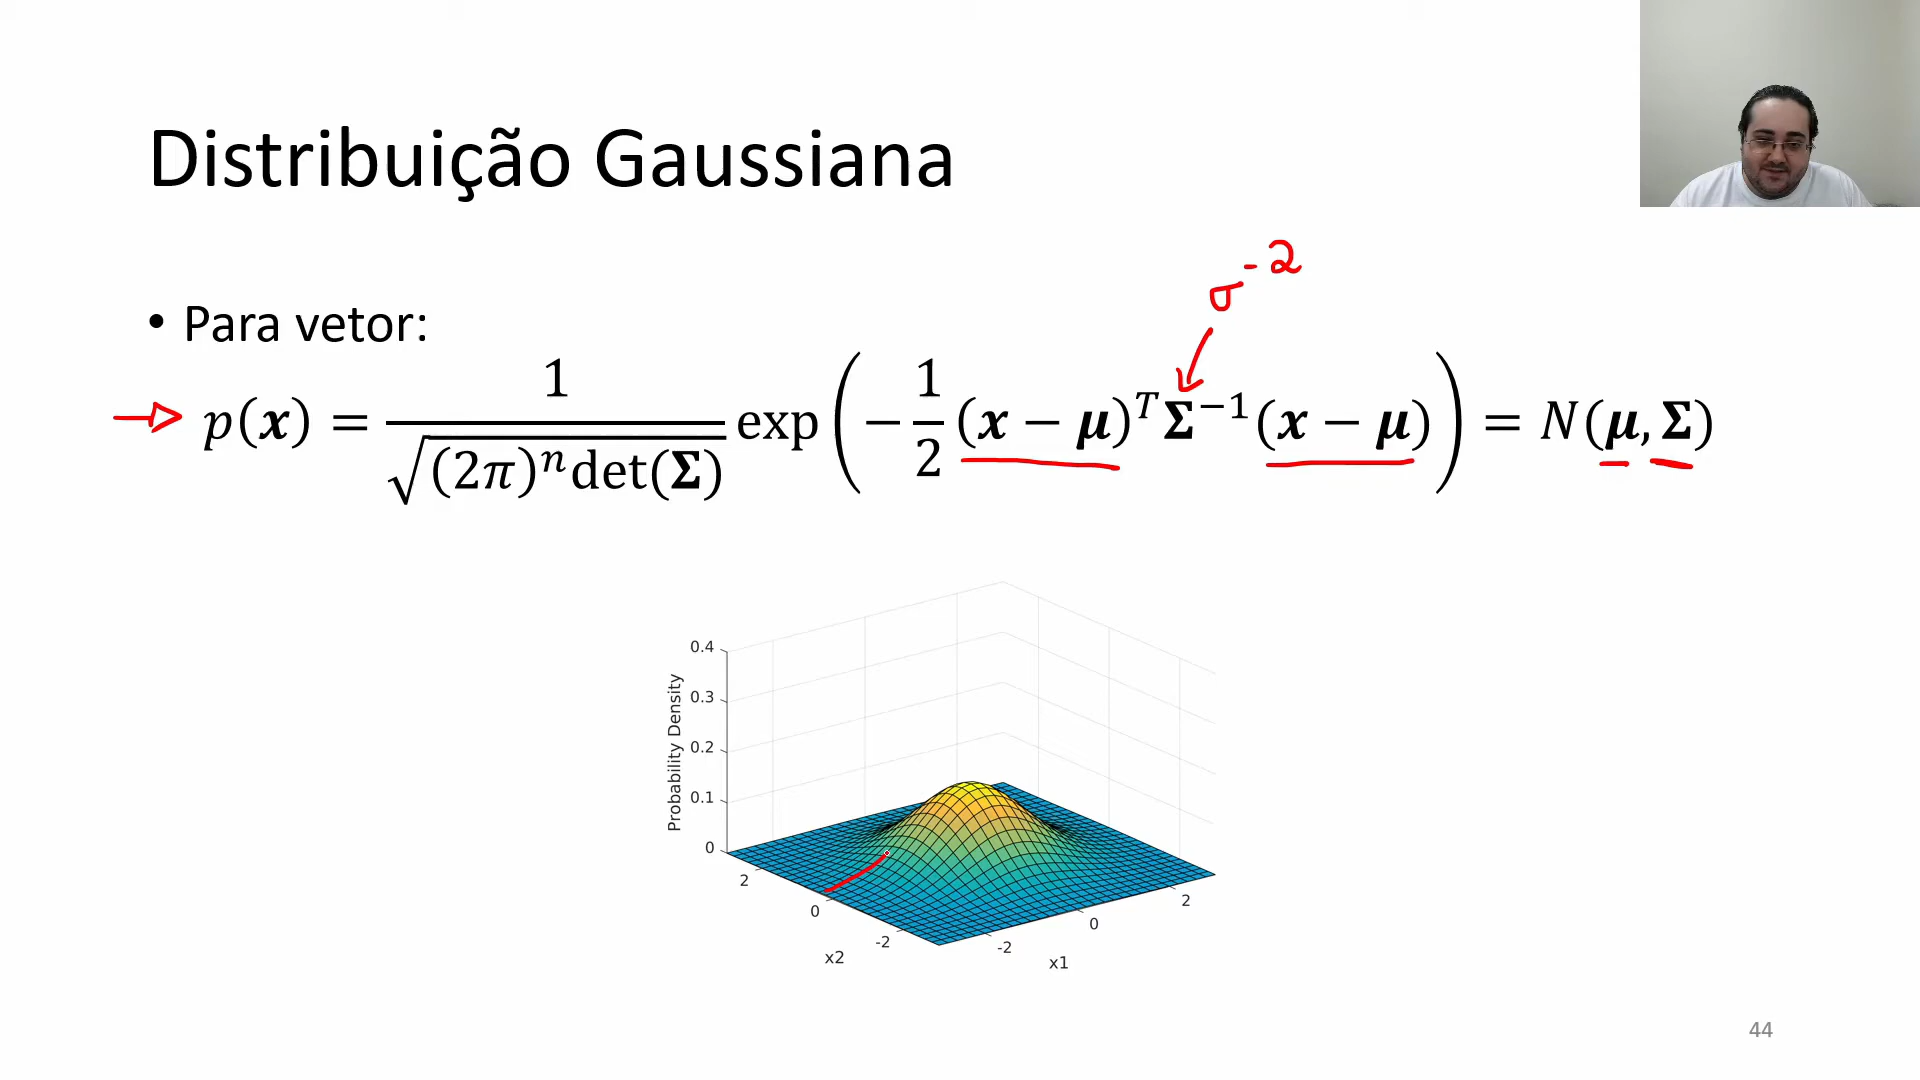 Distribuição Gaussiana
σ⁻²
• Para vetor:
p(x) = 1/√((2π)ⁿdet(Σ)) exp(−1/2 (x − μ)ᵀΣ⁻¹(x − μ)) = N(μ, Σ)
0.4
0.3
0.2
0.1
0
Probability Density
2
0
-2
x2
-2
0
2
x1
44